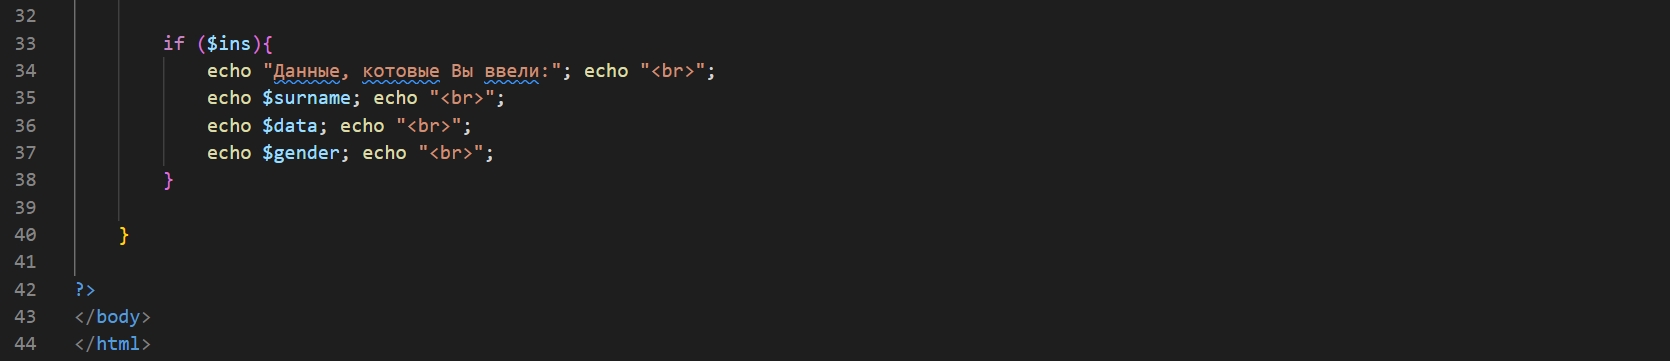 32
33 if ($ins){
34 echo "Данные, котовые Вы ввели:"; echo "<br>";
35 echo $surname; echo "<br>";
36 echo $data; echo "<br>";
37 echo $gender; echo "<br>";
38 }
39
40 }
41
42 ?>
43 </body>
44 </html>